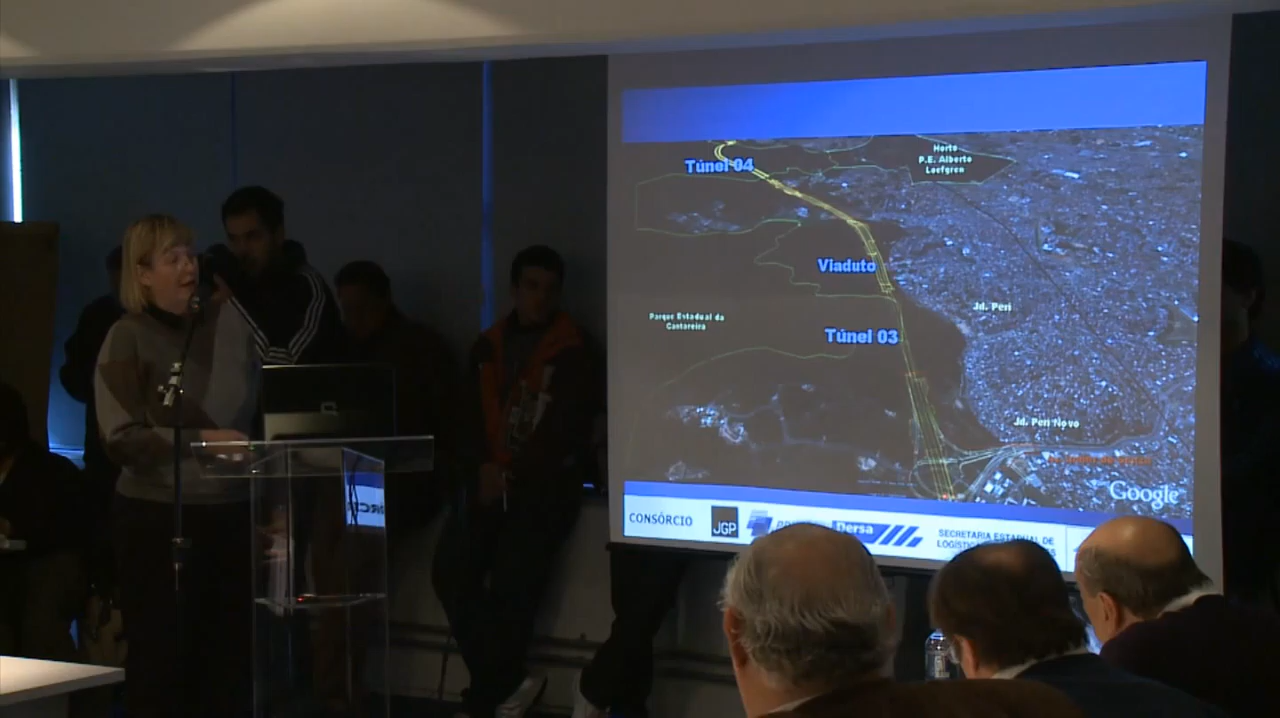 Túnel 04
Horto
P.E. Alberto
Loefgren
Viaduto
Jd. Peri
Parque Estadual da
Cantareira
Túnel 03
Jd. Peri Novo
Google
CONSÓRCIO
JGP
Dersa
SECRETARIA ESTADUAL DE